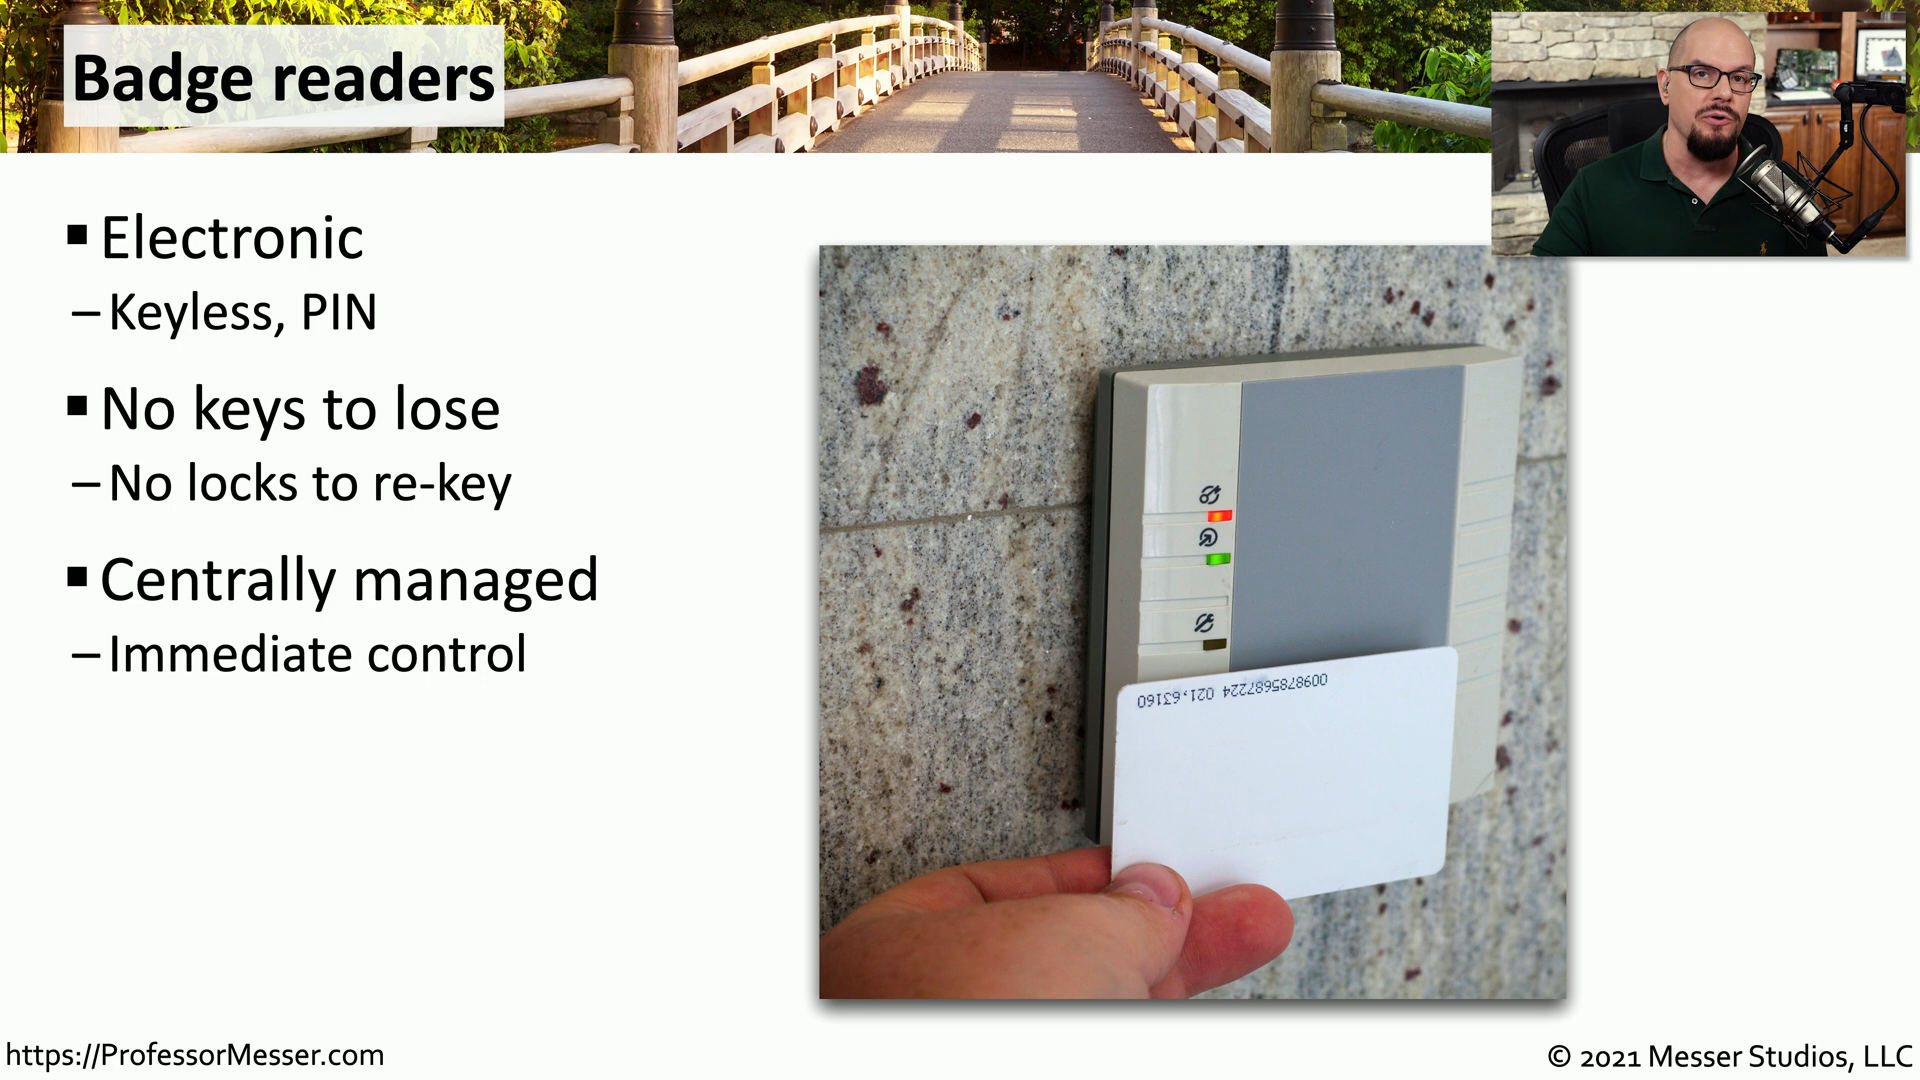 Badge readers
▪ Electronic
– Keyless, PIN
▪ No keys to lose
– No locks to re-key
▪ Centrally managed
– Immediate control
0098785687224 021,63160
https://ProfessorMesser.com
© 2021 Messer Studios, LLC